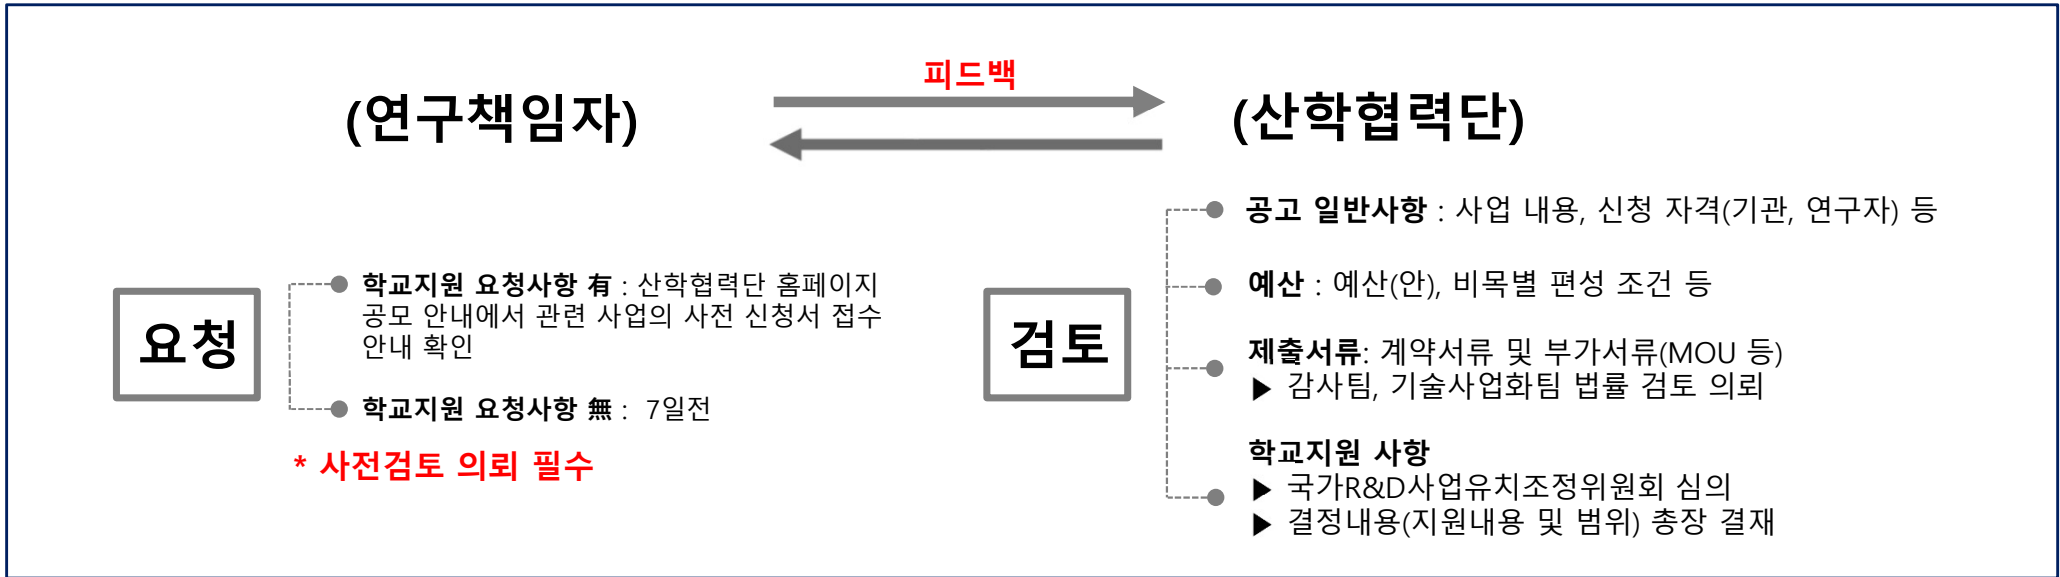 피드백
(연구책임자)
(산학협력단)
요청
학교지원 요청사항 有 : 산학협력단 홈페이지
공모 안내에서 관련 사업의 사전 신청서 접수
안내 확인
학교지원 요청사항 無 : 7일전
* 사전검토 의뢰 필수
검토
공고 일반사항 : 사업 내용, 신청 자격(기관, 연구자) 등
예산 : 예산(안), 비목별 편성 조건 등
제출서류: 계약서류 및 부가서류(MOU 등)
▶ 감사팀, 기술사업화팀 법률 검토 의뢰
학교지원 사항
▶ 국가R&D사업유치조정위원회 심의
▶ 결정내용(지원내용 및 범위) 총장 결재